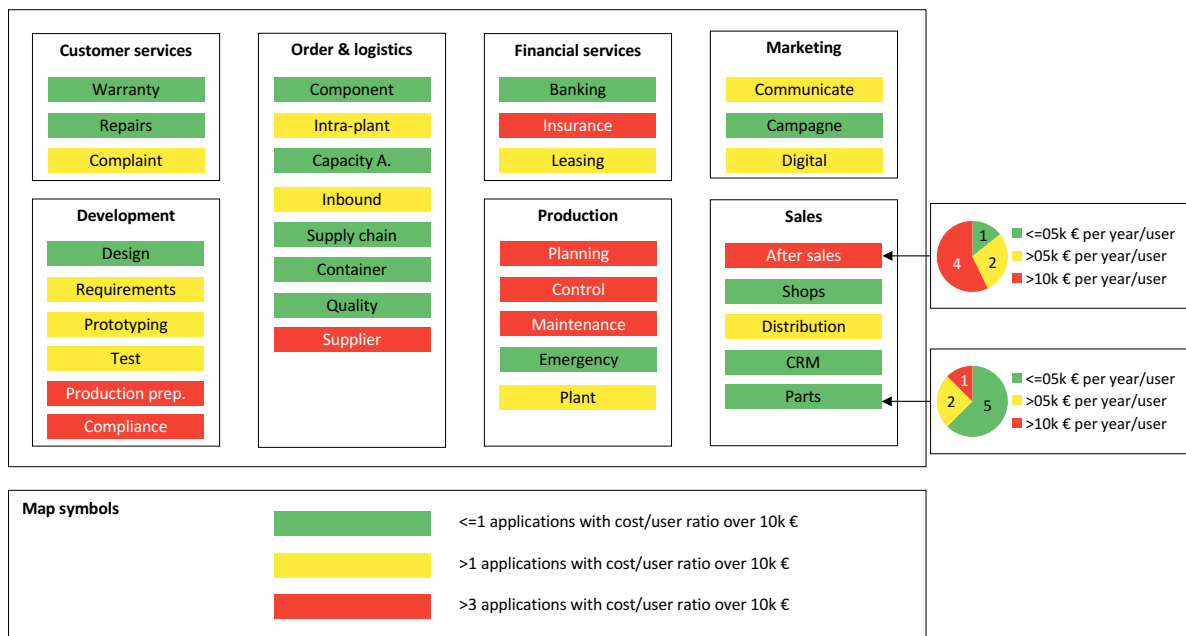 Customer services
Warranty
Repairs
Complaint
Order & logistics
Component
Intra-plant
Capacity A.
Inbound
Supply chain
Container
Quality
Supplier
Financial services
Banking
Insurance
Leasing
Marketing
Communicate
Campagne
Digital
Development
Design
Requirements
Prototyping
Test
Production prep.
Compliance
Production
Planning
Control
Maintenance
Emergency
Plant
Sales
After sales
Shops
Distribution
CRM
Parts
1
2
4
<=05k € per year/user
>05k € per year/user
>10k € per year/user
1
2
5
<=05k € per year/user
>05k € per year/user
>10k € per year/user
Map symbols
<=1 applications with cost/user ratio over 10k €
>1 applications with cost/user ratio over 10k €
>3 applications with cost/user ratio over 10k €